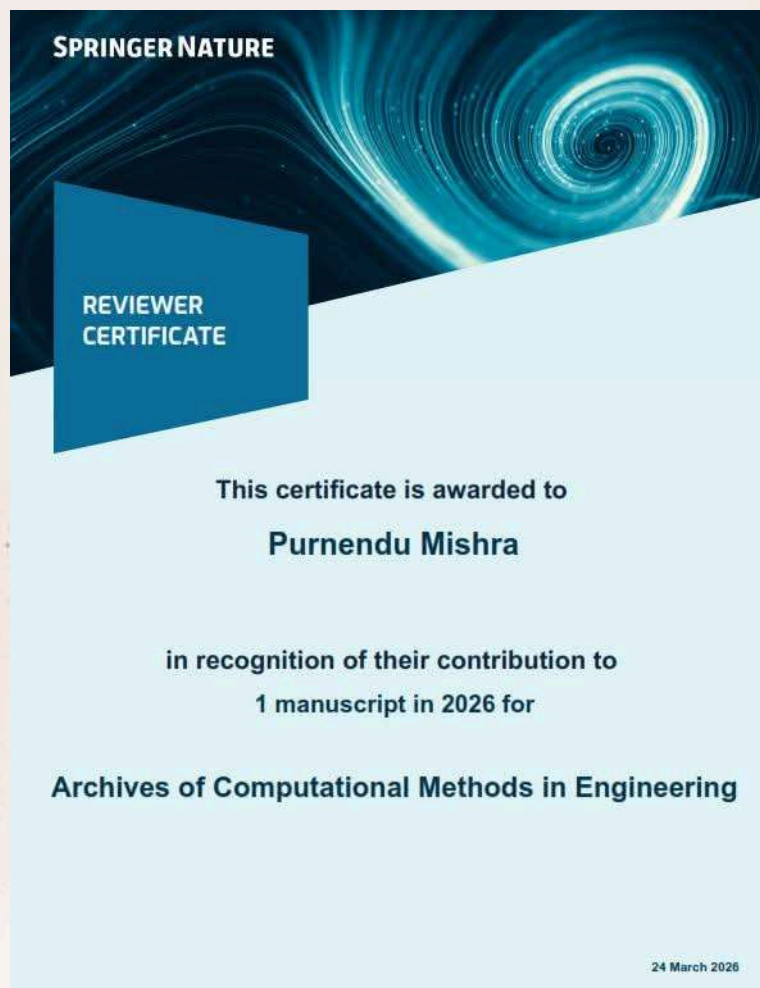 SPRINGER NATURE
REVIEWER
CERTIFICATE
This certificate is awarded to
Purnendu Mishra
in recognition of their contribution to
1 manuscript in 2026 for
Archives of Computational Methods in Engineering
24 March 2026